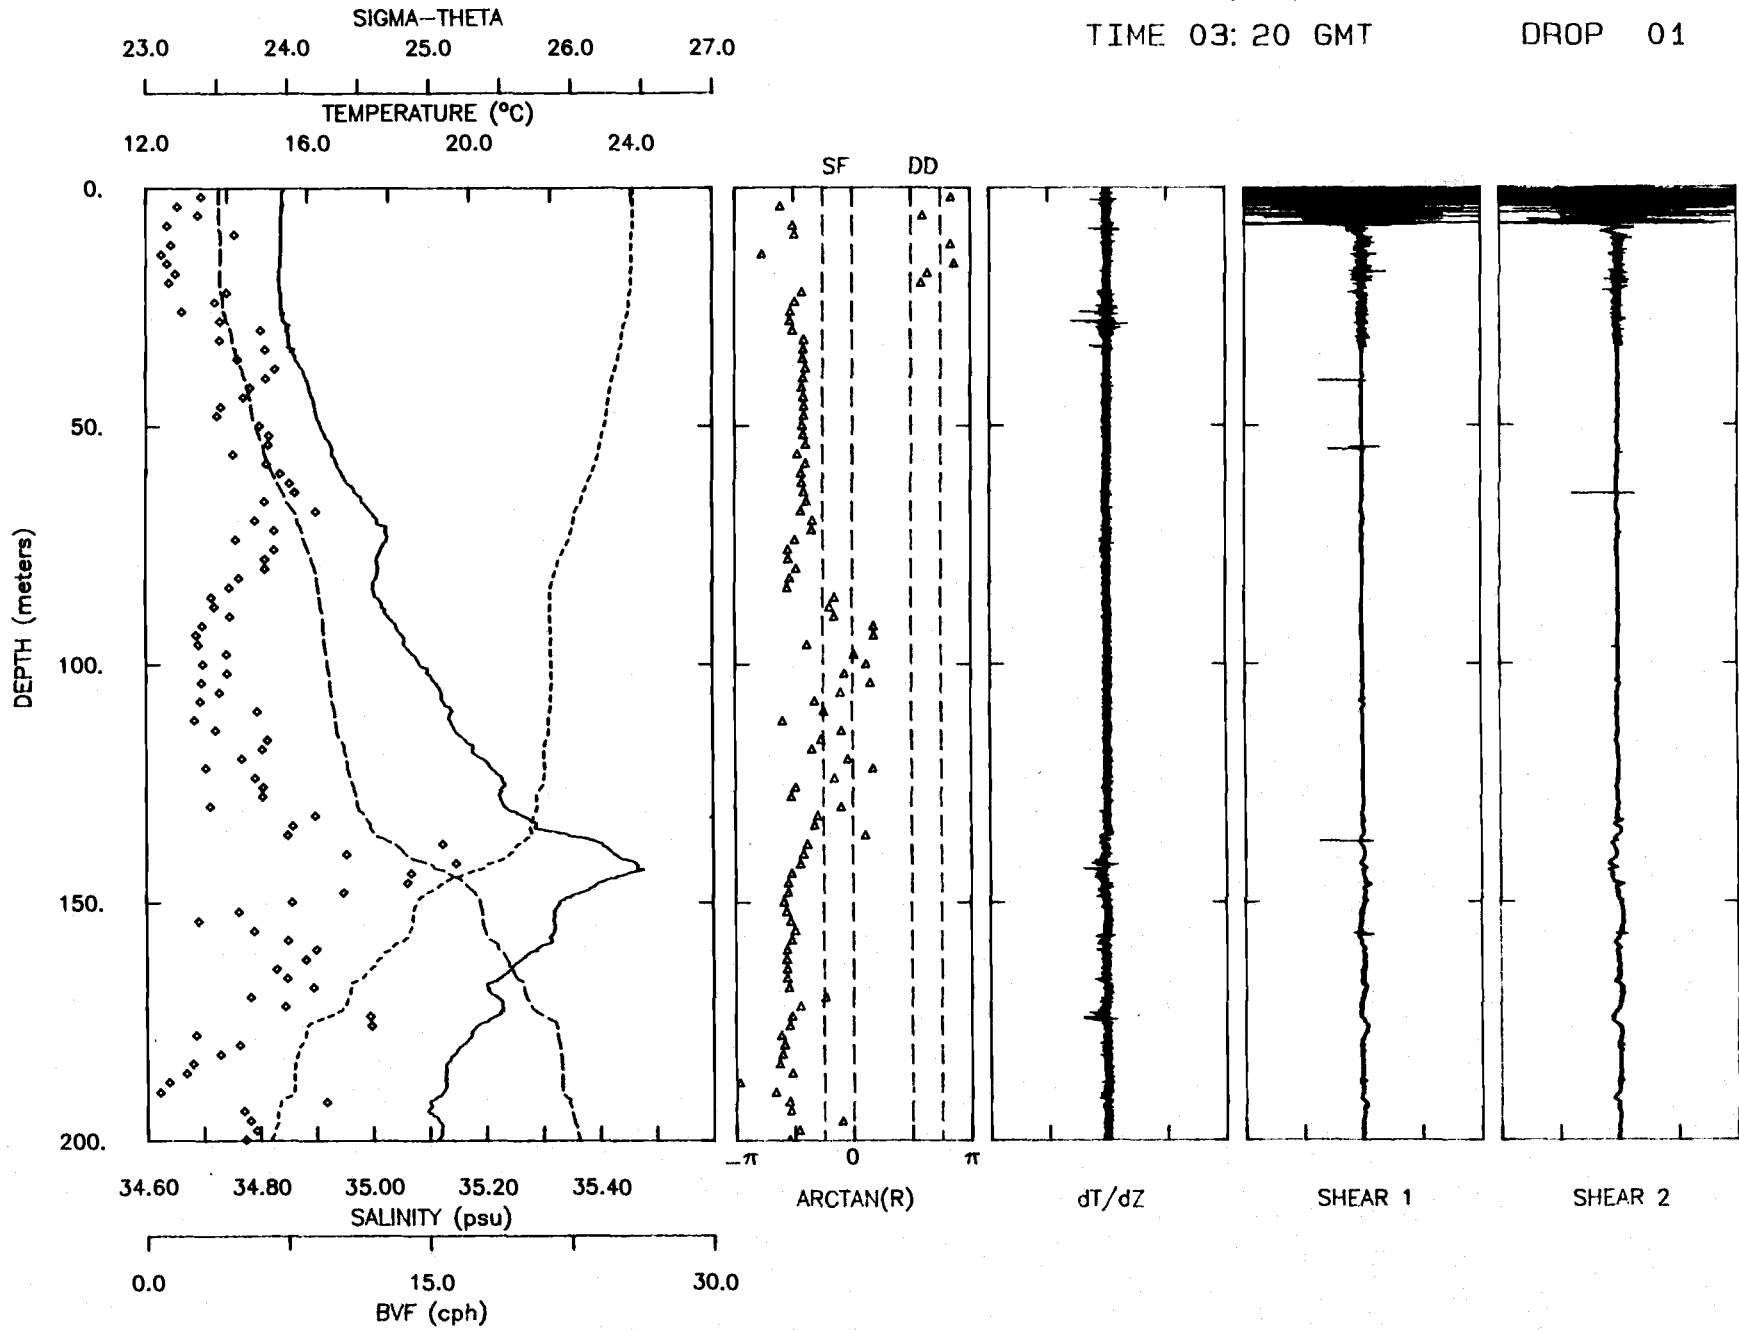 SIGMA-THETA
23.0 24.0 25.0 26.0 27.0
TIME 03:20 GMT DROP 01
TEMPERATURE (°C)
12.0 16.0 20.0 24.0
SF DD
0.
50.
100.
150.
200.
DEPTH (meters)
-π 0 π
34.60 34.80 35.00 35.20 35.40
SALINITY (psu)
ARCTAN(R) dT/dZ SHEAR 1 SHEAR 2
0.0 15.0 30.0
BVF (cph)